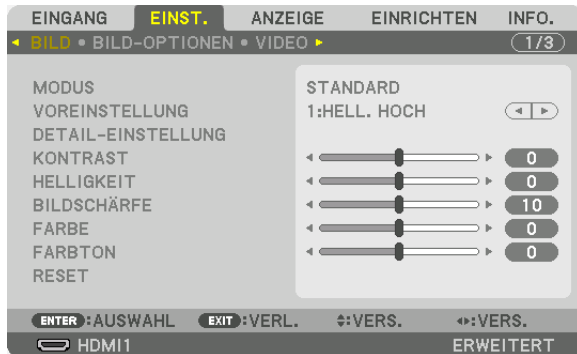 EINGANG EINST. ANZEIGE EINRICHTEN INFO.
BILD • BILD-OPTIONEN • VIDEO 1/3
MODUS STANDARD
VOREINSTELLUNG 1:HELL. HOCH
DETAIL-EINSTELLUNG
KONTRAST 0
HELLIGKEIT 0
BILDSCHÄRFE 10
FARBE 0
FARBTON 0
RESET
ENTER:AUSWAHL EXIT:VERL. :VERS. :VERS.
HDMI1 ERWEITERT